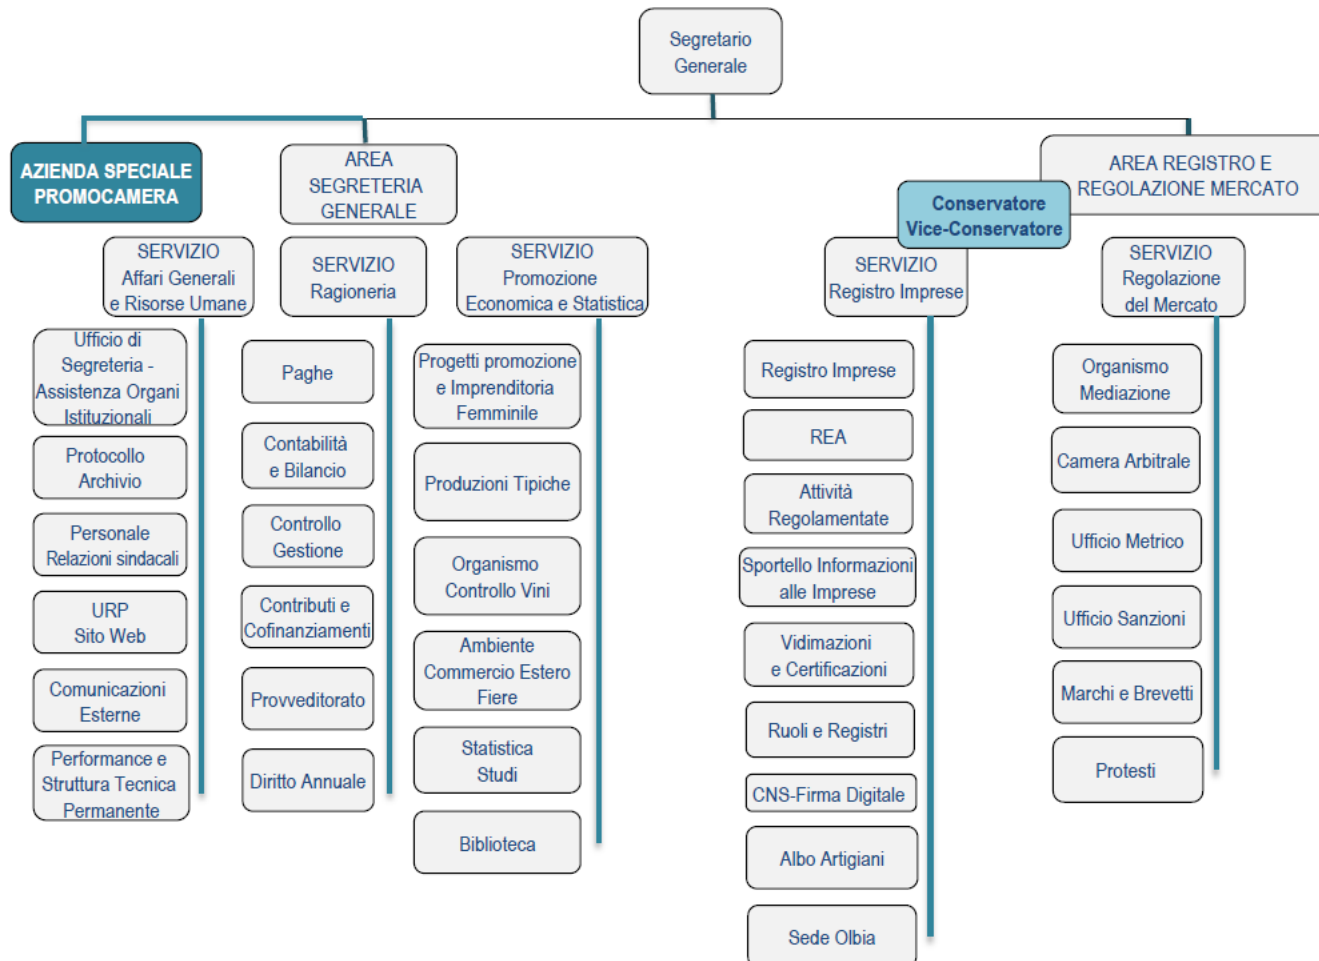 Segretario
Generale
AZIENDA SPECIALE
PROMOCAMERA
AREA
SEGRETERIA
GENERALE
AREA REGISTRO E
REGOLAZIONE MERCATO
Conservatore
Vice-Conservatore
SERVIZIO
Affari Generali
e Risorse Umane
SERVIZIO
Ragioneria
SERVIZIO
Promozione
Economica e Statistica
SERVIZIO
Registro Imprese
SERVIZIO
Regolazione
del Mercato
Ufficio di
Segreteria -
Assistenza Organi
Istituzionali
Protocollo
Archivio
Personale
Relazioni sindacali
URP
Sito Web
Comunicazioni
Esterne
Performance e
Struttura Tecnica
Permanente
Paghe
Contabilità
e Bilancio
Controllo
Gestione
Contributi e
Cofinanziamenti
Provveditorato
Diritto Annuale
Progetti promozione
e Imprenditoria
Femminile
Produzioni Tipiche
Organismo
Controllo Vini
Ambiente
Commercio Estero
Fiere
Statistica
Studi
Biblioteca
Registro Imprese
REA
Attività
Regolamentate
Sportello Informazioni
alle Imprese
Vidimazioni
e Certificazioni
Ruoli e Registri
CNS-Firma Digitale
Albo Artigiani
Sede Olbia
Organismo
Mediazione
Camera Arbitrale
Ufficio Metrico
Ufficio Sanzioni
Marchi e Brevetti
Protesti